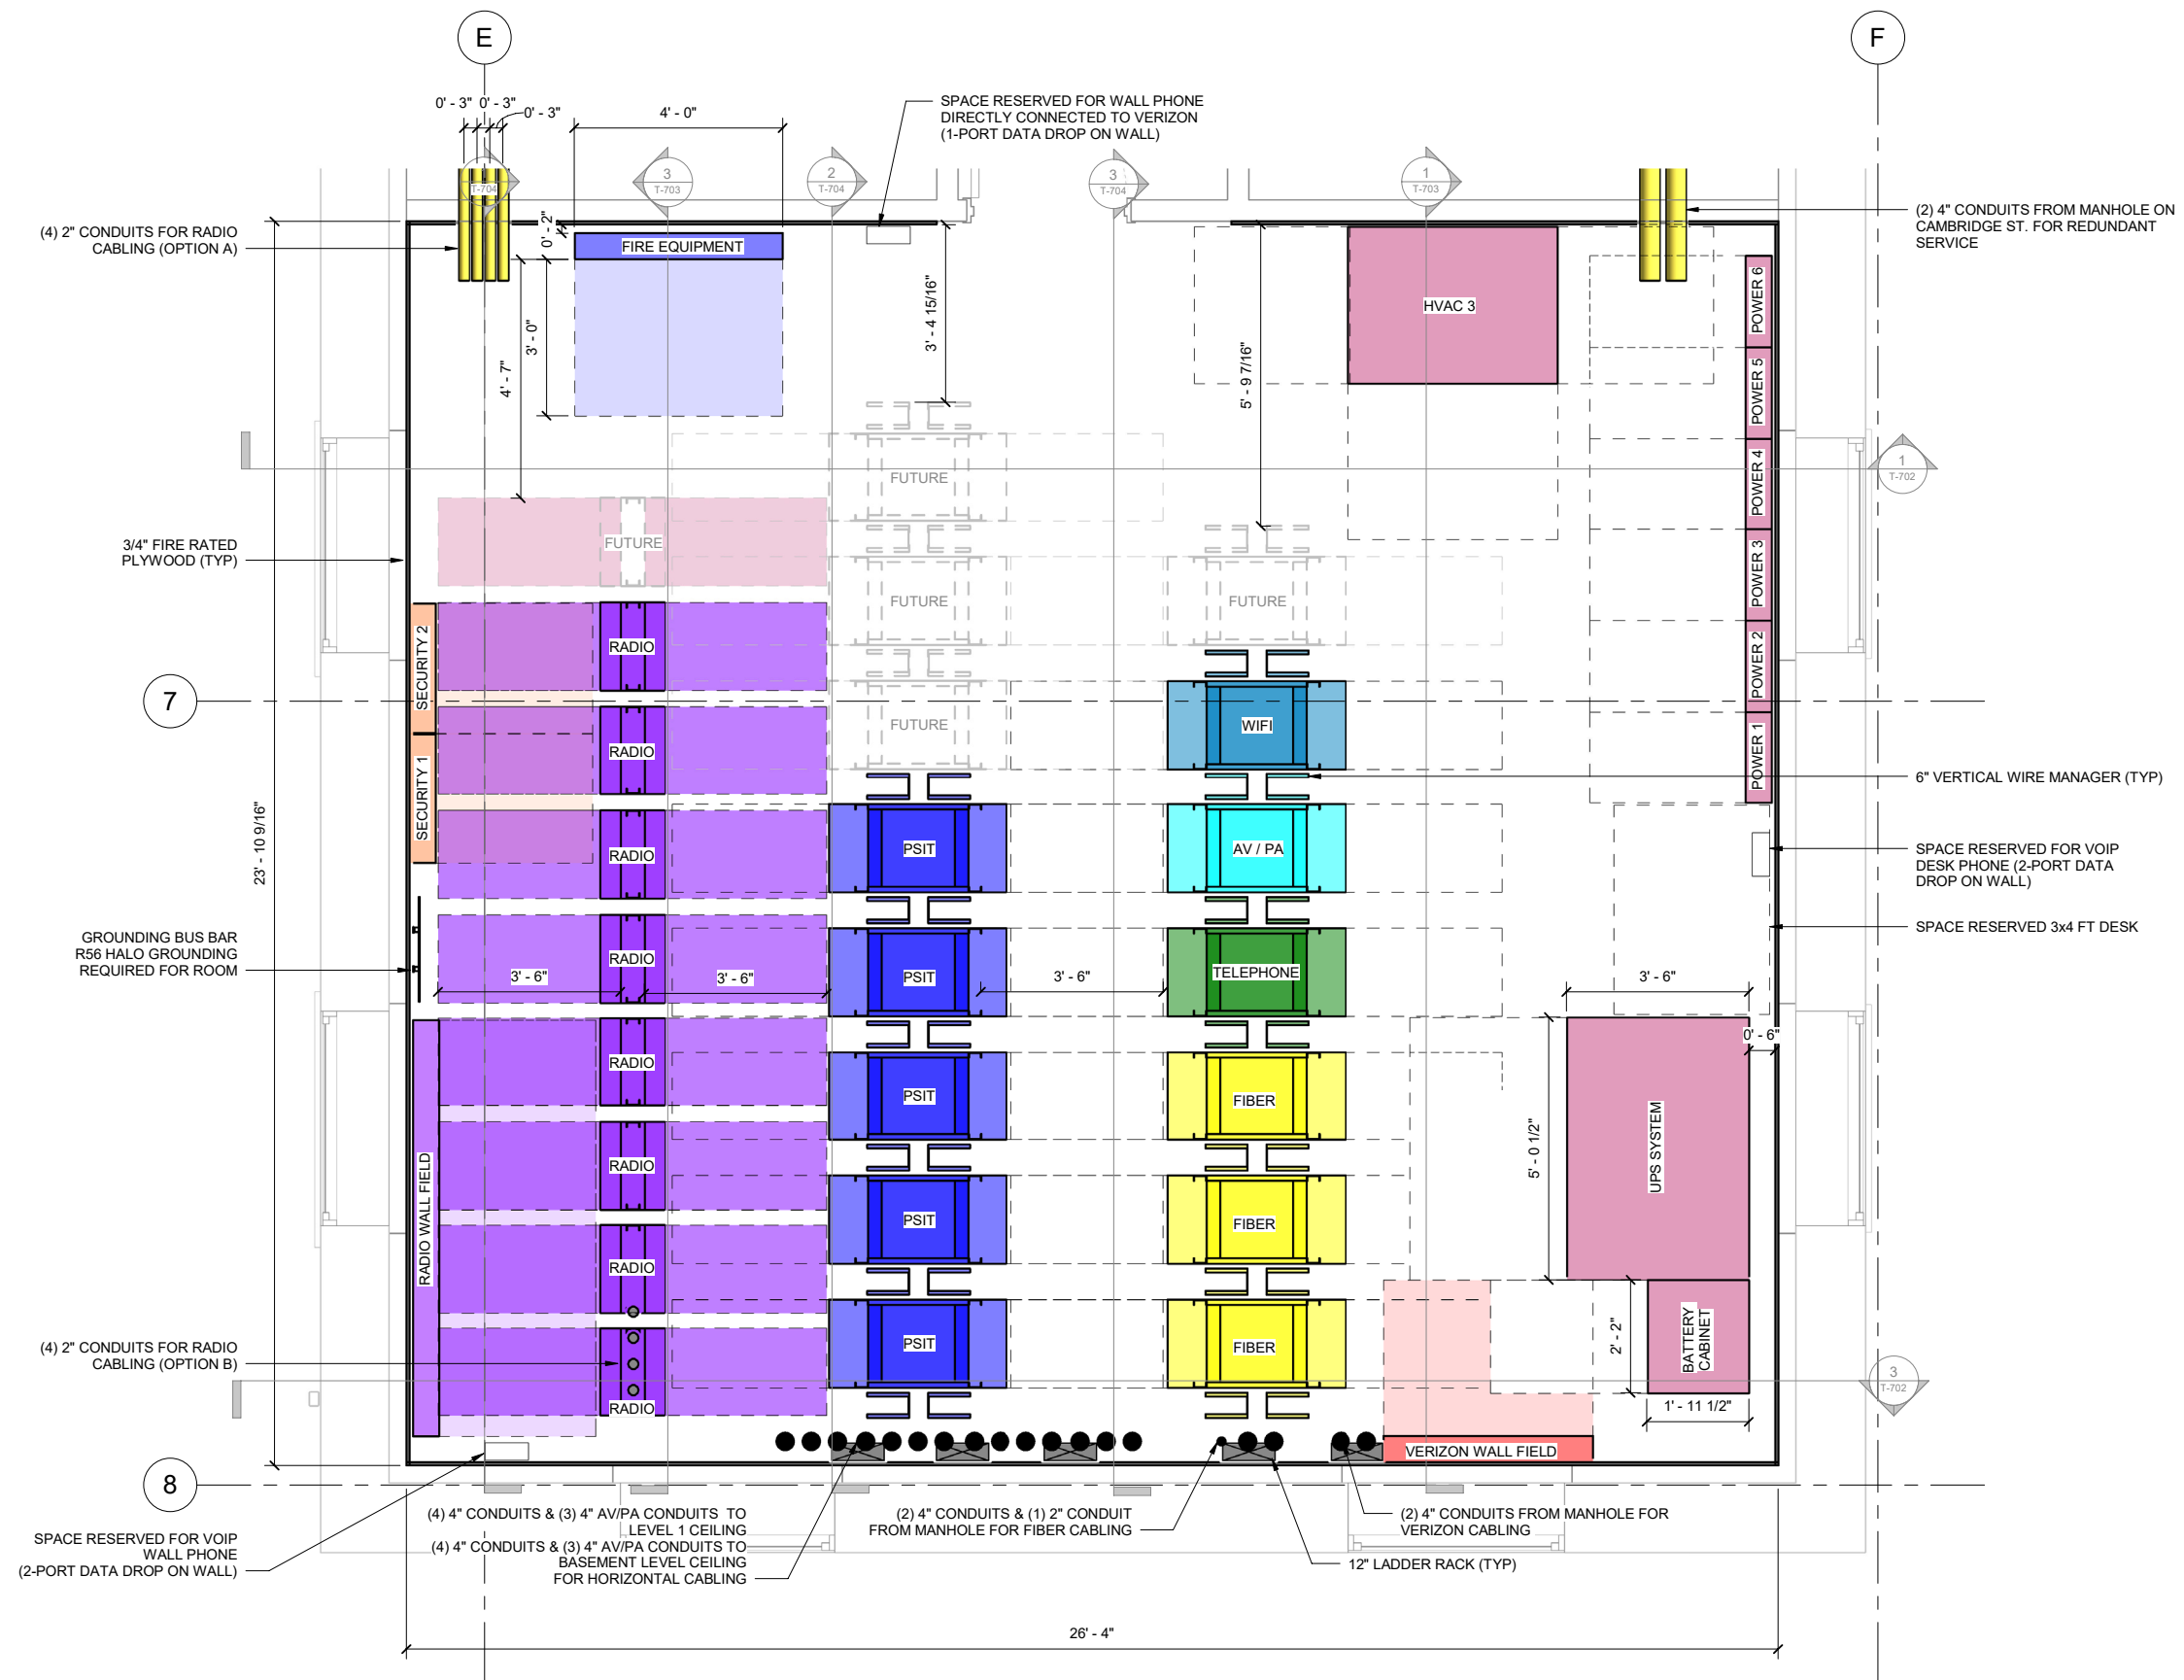 E
F
0' - 3"
0' - 3"
0' - 3"
4' - 0"
SPACE RESERVED FOR WALL PHONE
DIRECTLY CONNECTED TO VERIZON
(1-PORT DATA DROP ON WALL)
T-704
3
T-703
2
T-704
3
T-704
1
T-703
(4) 2" CONDUITS FOR RADIO
CABLING (OPTION A)
0' - 2"
FIRE EQUIPMENT
(2) 4" CONDUITS FROM MANHOLE ON
CAMBRIDGE ST. FOR REDUNDANT
SERVICE
HVAC 3
3' - 0"
4' - 7"
3' - 4 15/16"
5' - 9 7/16"
POWER 6
POWER 5
POWER 4
POWER 3
POWER 2
POWER 1
1
T-702
FUTURE
FUTURE
FUTURE
FUTURE
FUTURE
3/4" FIRE RATED
PLYWOOD (TYP)
SECURITY 2
SECURITY 1
RADIO
RADIO
RADIO
RADIO
RADIO
RADIO
RADIO
RADIO
7
WIFI
6" VERTICAL WIRE MANAGER (TYP)
23' - 10 9/16"
PSIT
AV / PA
SPACE RESERVED FOR VOIP
DESK PHONE (2-PORT DATA
DROP ON WALL)
SPACE RESERVED 3x4 FT DESK
GROUNDING BUS BAR
R56 HALO GROUNDING
REQUIRED FOR ROOM
3' - 6"
3' - 6"
PSIT
3' - 6"
TELEPHONE
3' - 6"
0' - 6"
PSIT
FIBER
5' - 0 1/2"
UPS SYSTEM
RADIO WALL FIELD
PSIT
FIBER
(4) 2" CONDUITS FOR RADIO
CABLING (OPTION B)
PSIT
FIBER
2' - 2"
BATTERY
CABINET
3
T-702
1' - 11 1/2"
VERIZON WALL FIELD
8
(4) 4" CONDUITS & (3) 4" AV/PA CONDUITS TO
LEVEL 1 CEILING
(4) 4" CONDUITS & (3) 4" AV/PA CONDUITS TO
BASEMENT LEVEL CEILING
FOR HORIZONTAL CABLING
(2) 4" CONDUITS & (1) 2" CONDUIT
FROM MANHOLE FOR FIBER CABLING
(2) 4" CONDUITS FROM MANHOLE FOR
VERIZON CABLING
12" LADDER RACK (TYP)
SPACE RESERVED FOR VOIP
WALL PHONE
(2-PORT DATA DROP ON WALL)
26' - 4"